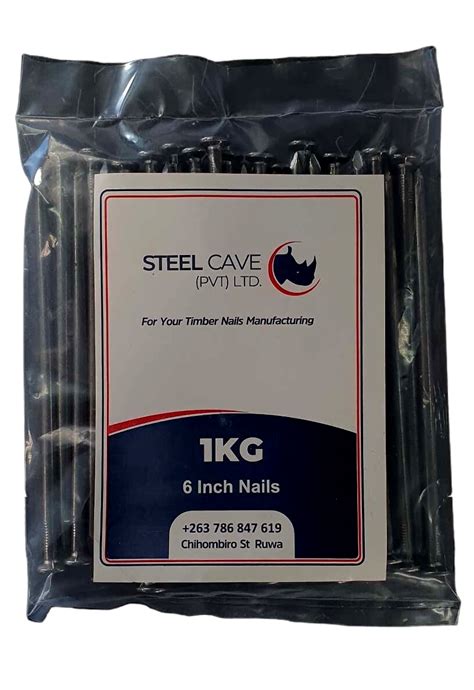 STEEL CAVE
(PVT) LTD.
For Your Timber Nails Manufacturing
1KG
6 Inch Nails
+263 786 847 619
Chihombiro St Ruwa